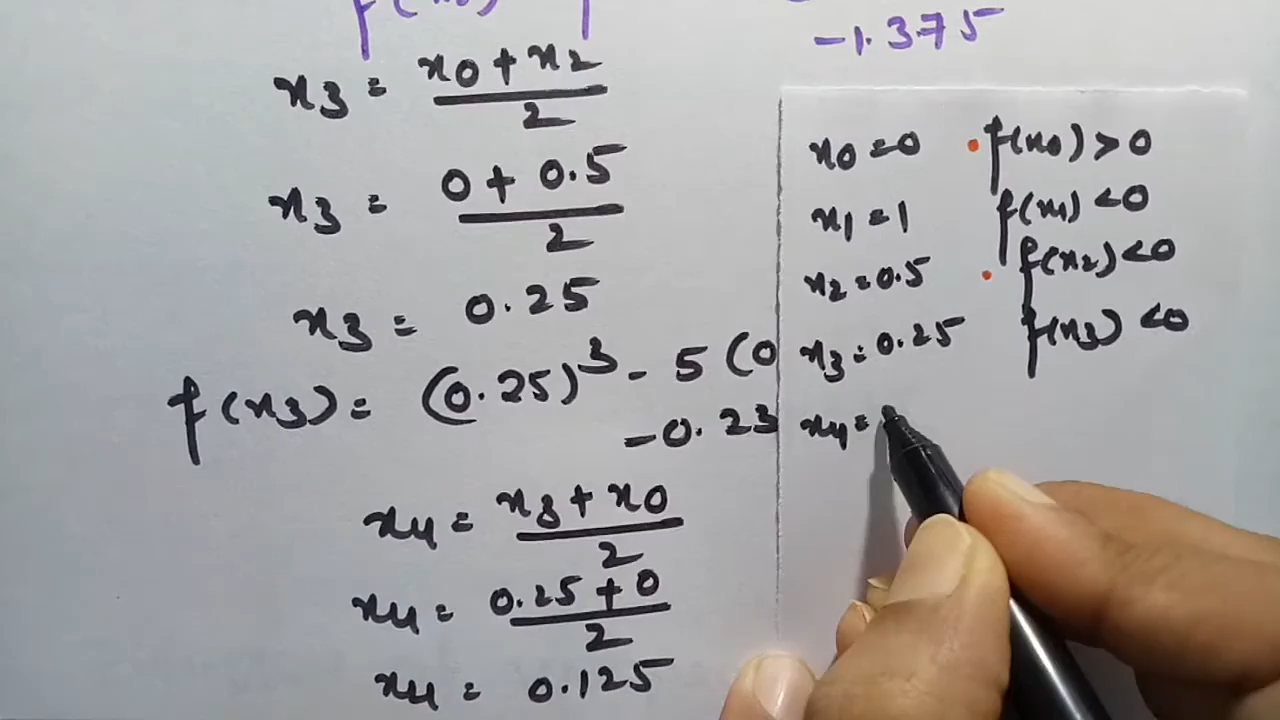 f(x
-1.375
x3 = x0 + x2 / 2
x3 = 0 + 0.5 / 2
x3 = 0.25
f(x3) = (0.25)^3 - 5 (0
-0.23
x4 = x3 + x0 / 2
x4 = 0.25 + 0 / 2
x4 = 0.125
x0 = 0 f(x0) > 0
x1 = 1 f(x1) < 0
x2 = 0.5 f(x2) < 0
x3 = 0.25 f(x3) < 0
x4 =